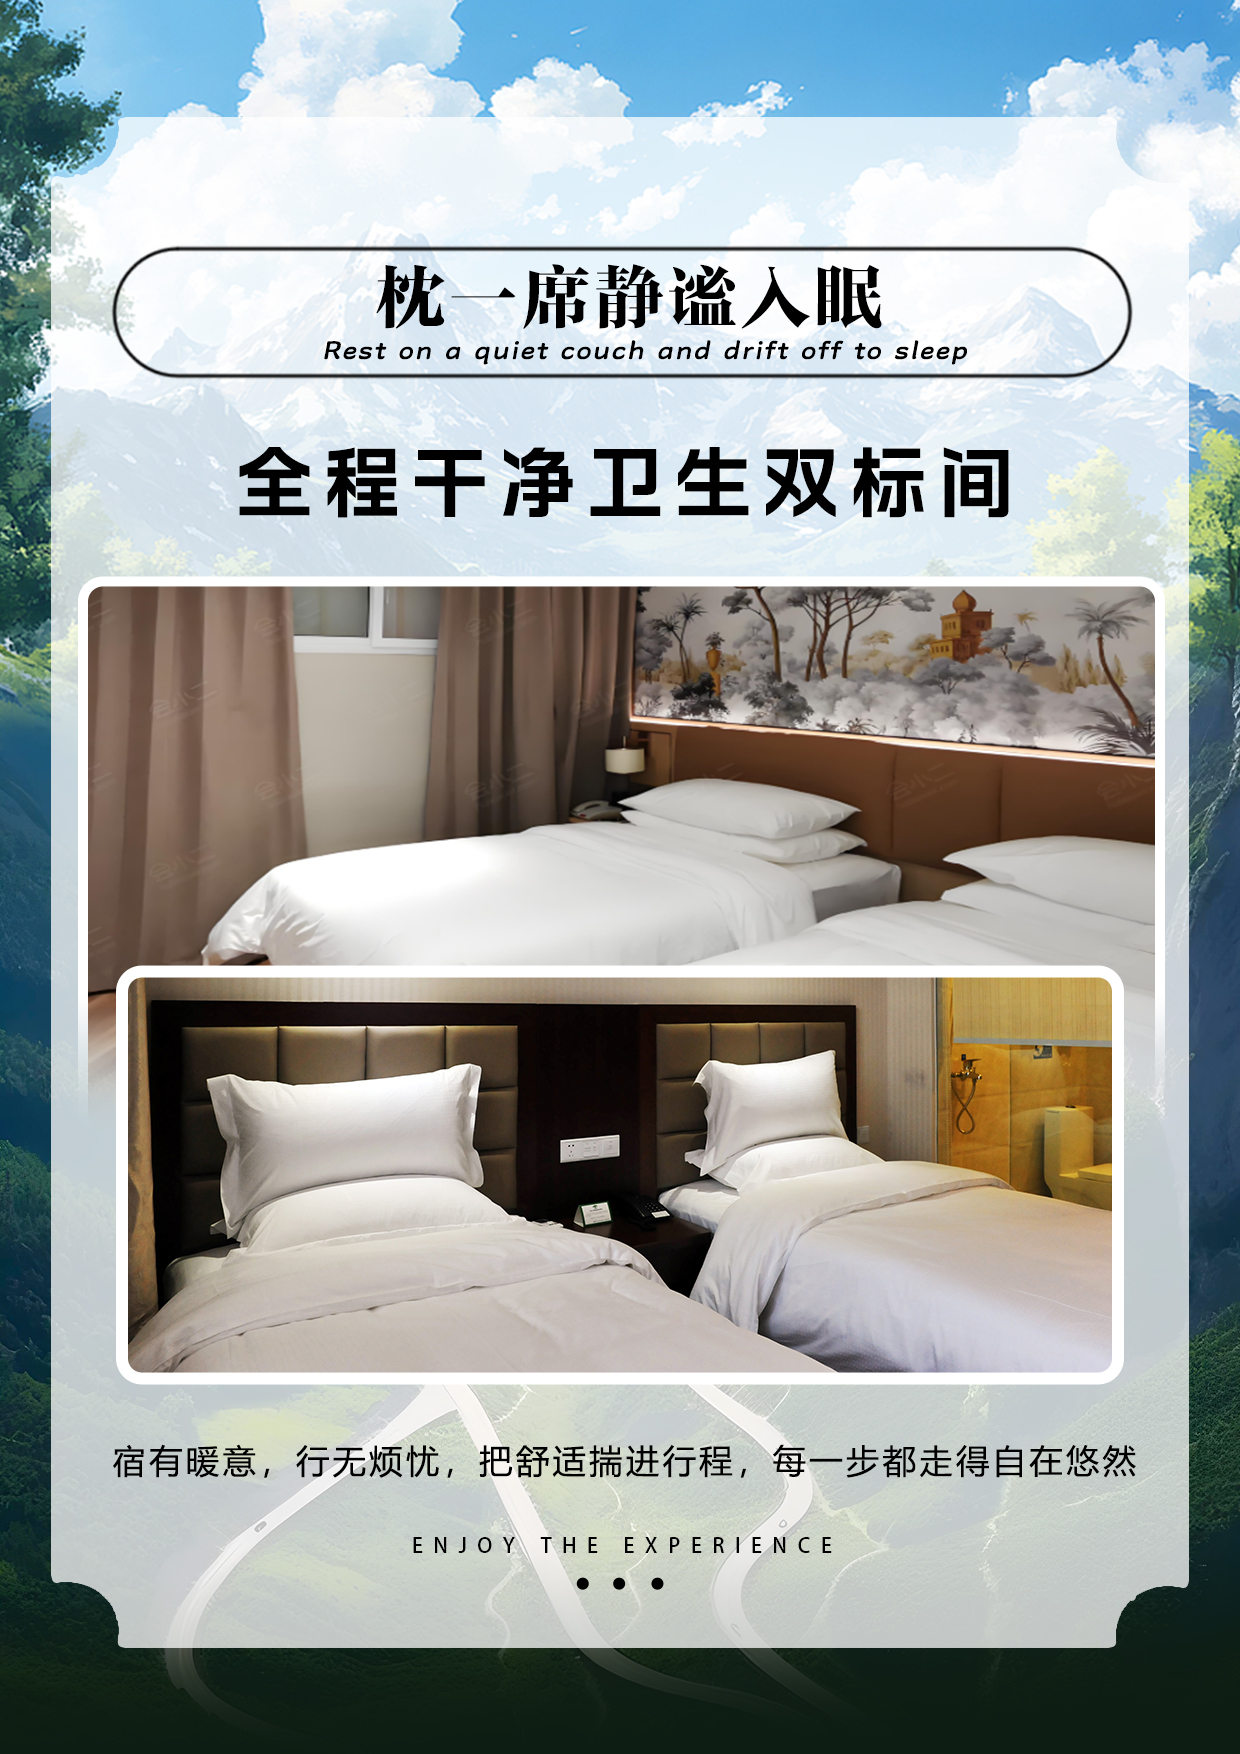 枕一席静谧入眠
Rest on a quiet couch and drift off to sleep
全程干净卫生双标间
宿有暖意，行无烦忧，把舒适揣进行程，每一步都走得自在悠然
ENJOY THE EXPERIENCE